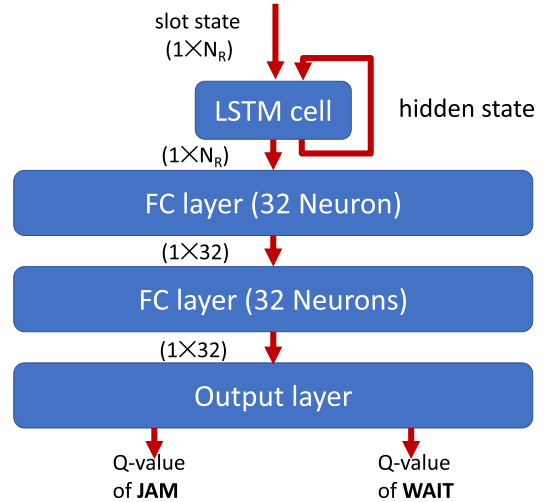 slot state
(1×N_R)
LSTM cell
hidden state
(1×N_R)
FC layer (32 Neuron)
(1×32)
FC layer (32 Neurons)
(1×32)
Output layer
Q-value
of JAM
Q-value
of WAIT